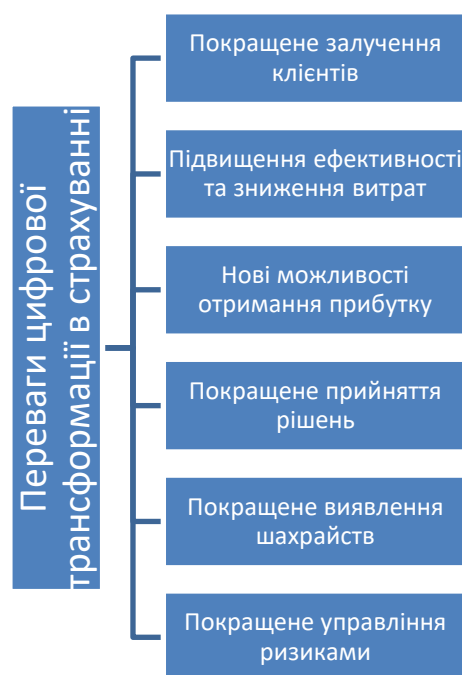 Переваги цифрової
трансформації в страхуванні
Покращене залучення
клієнтів
Підвищення ефективності
та зниження витрат
Нові можливості
отримання прибутку
Покращене прийняття
рішень
Покращене виявлення
шахрайств
Покращене управління
ризиками